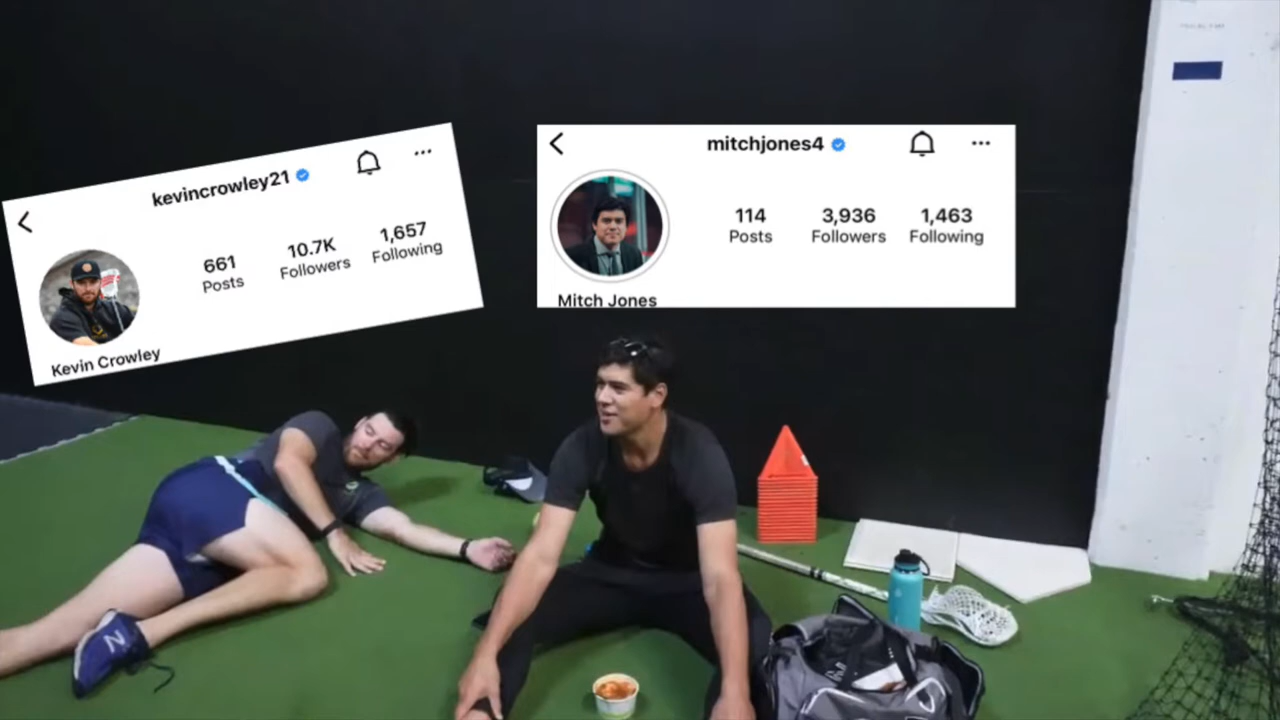 kevincrowley21
661
Posts
10.7K
Followers
1,657
Following
Kevin Crowley
mitchjones4
114
Posts
3,936
Followers
1,463
Following
Mitch Jones
N